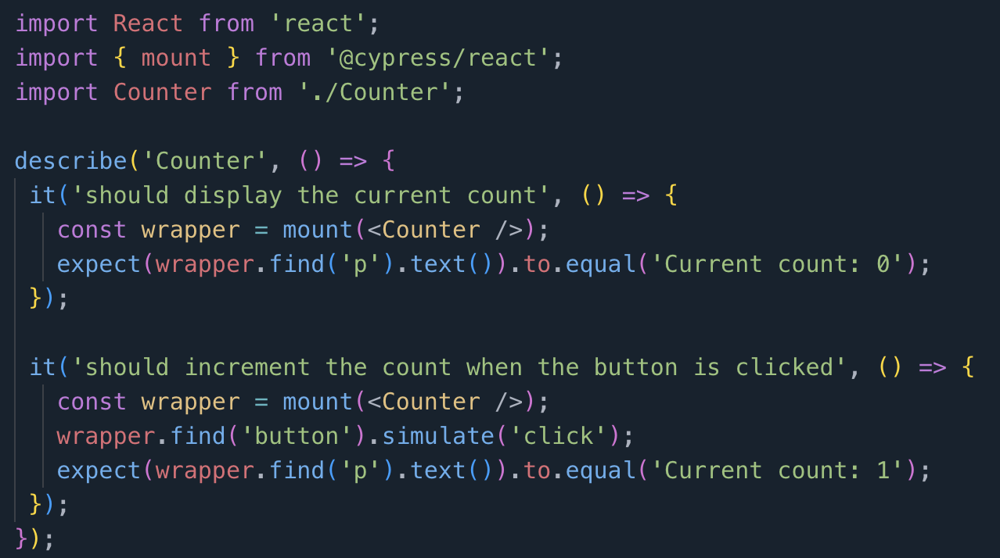 import React from 'react';
import { mount } from '@cypress/react';
import Counter from './Counter';

describe('Counter', () => {
 it('should display the current count', () => {
   const wrapper = mount(<Counter />);
   expect(wrapper.find('p').text()).to.equal('Current count: 0');
 });

 it('should increment the count when the button is clicked', () => {
   const wrapper = mount(<Counter />);
   wrapper.find('button').simulate('click');
   expect(wrapper.find('p').text()).to.equal('Current count: 1');
 });
});